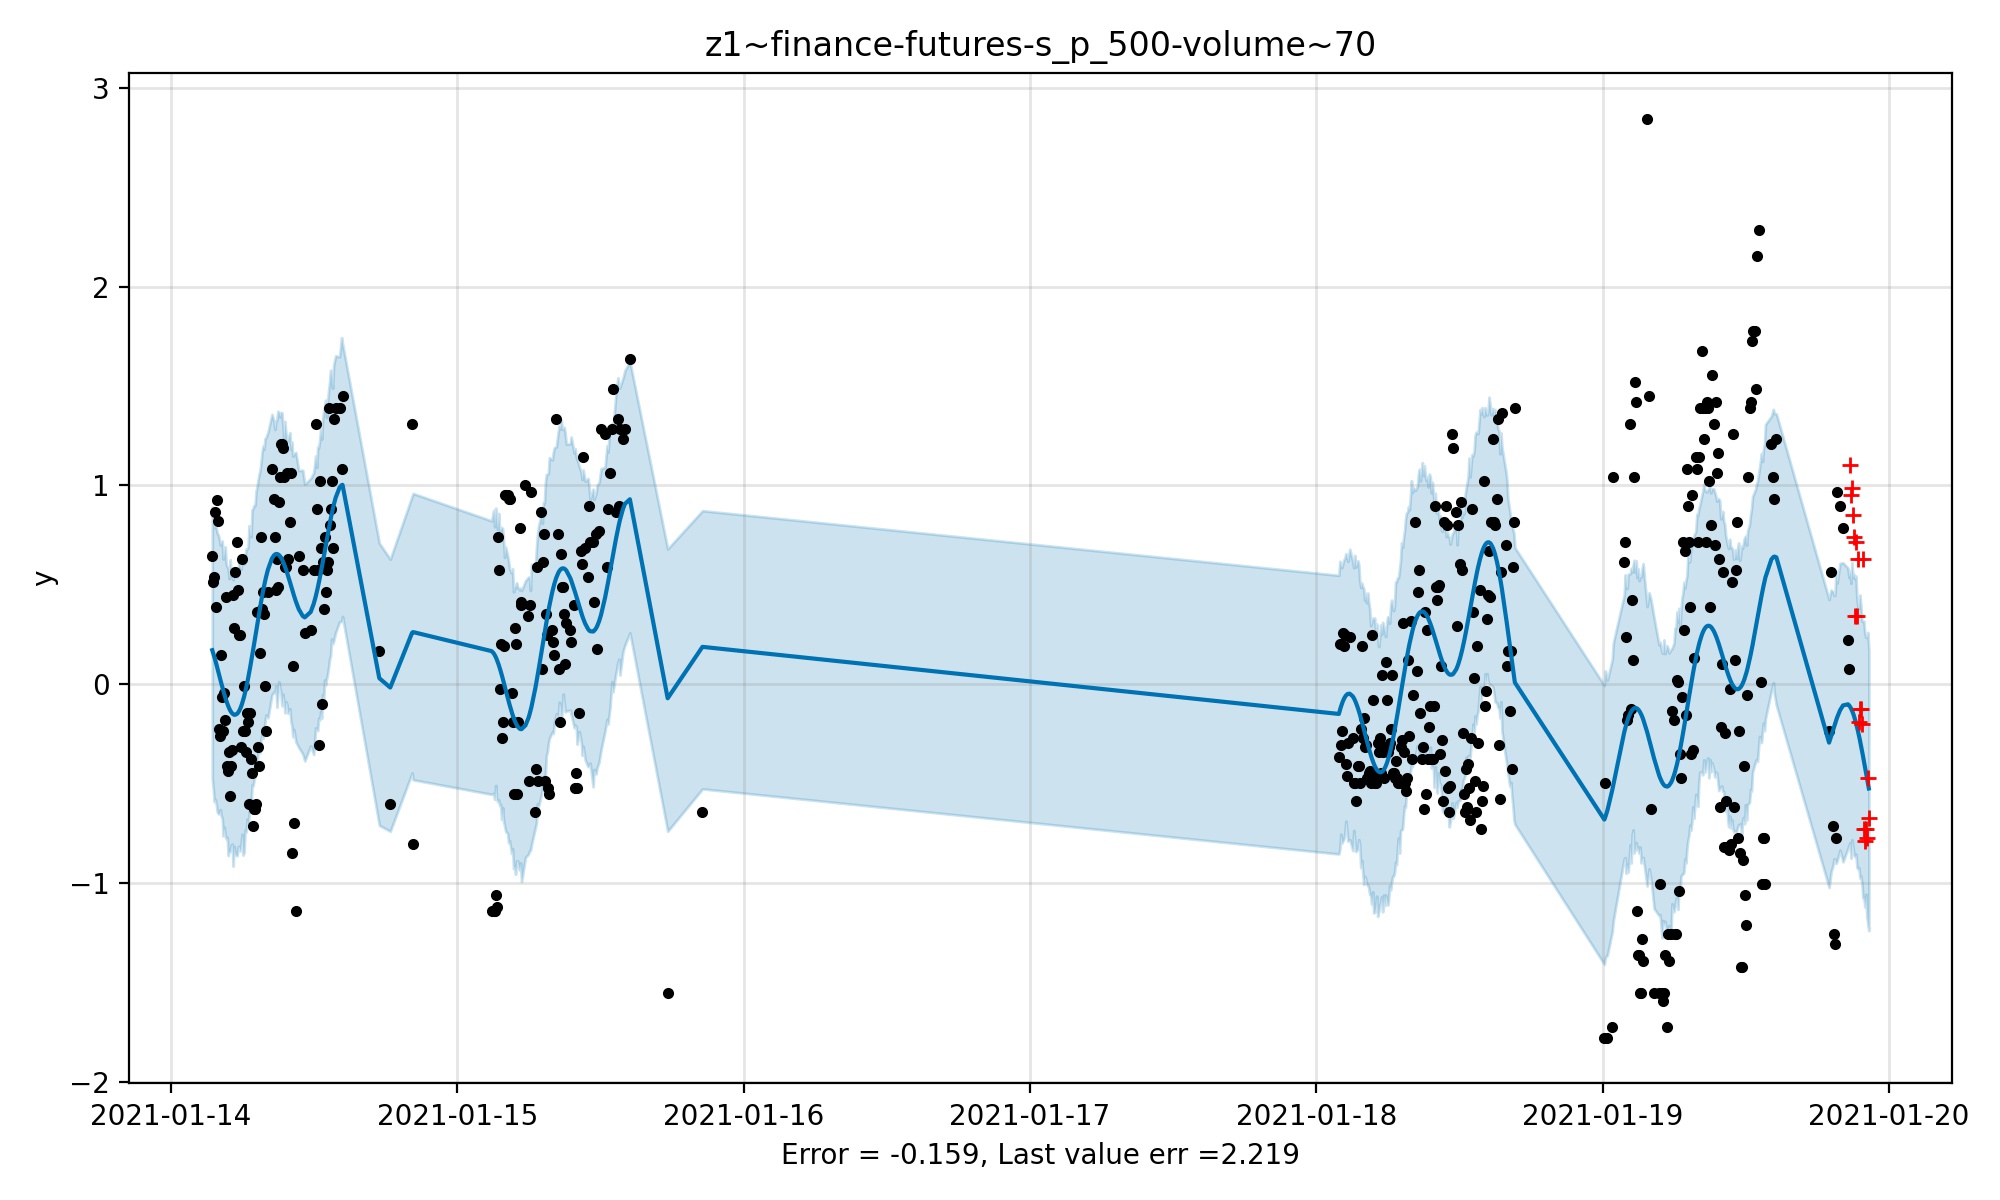 z1~finance-futures-s_p_500-volume~70
3
2
1
0
−1
−2
y
2021-01-14 2021-01-15 2021-01-16 2021-01-17 2021-01-18 2021-01-19 2021-01-20
Error = -0.159, Last value err =2.219